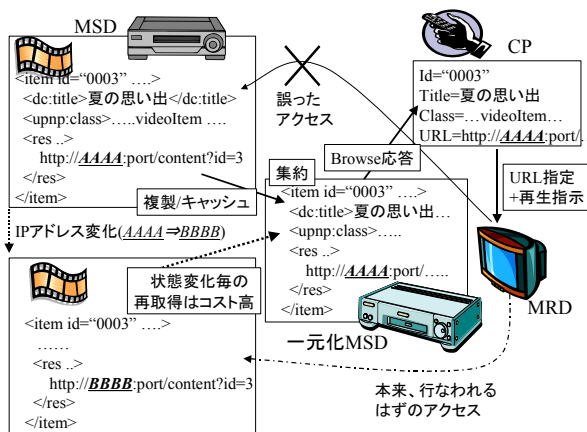 MSD
<item id=“0003” ….>
<dc:title>夏の思い出</dc:title>
<upnp:class>…..videoItem ….
<res ..>
http://AAAA:port/content?id=3
</res>
</item>
複製/キャッシュ
誤った
アクセス
CP
Id=“0003”
Title=夏の思い出
Class=…videoItem…
URL=http://AAAA:port/.
Browse応答
集約
<item id=“0003” ….>
<dc:title>夏の思い出…
<upnp:class>…..
<res ..>
http://AAAA:port/…..
</res>
</item>
一元化MSD
URL指定
+再生指示
MRD
IPアドレス変化(AAAA⇒BBBB)
状態変化毎の
再取得はコスト高
<item id=“0003” ….>
……
<res ..>
http://BBBB:port/content?id=3
</res>
</item>
本来、行なわれる
はずのアクセス